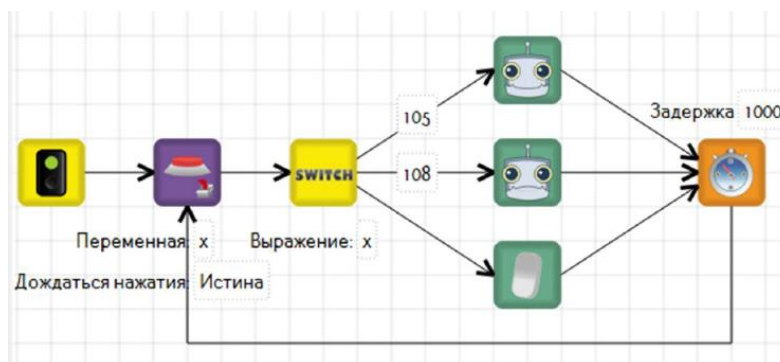 105
Задержка 1000
SWITCH
108
Переменная: x
Выражение: x
Дождаться нажатия: Истина